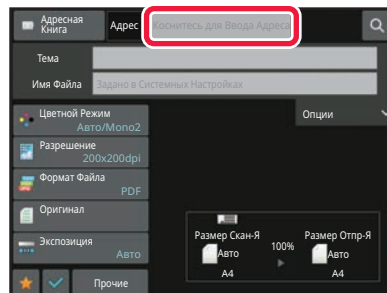 Адресная
Книга
Адрес
Коснитесь для Ввода Адреса
Тема
Имя Файла
Задано в Системных Настройках
Цветной Режим
Авто/Mono2
Опции
Разрешение
200x200dpi
Формат Файла
PDF
Оригинал
Экспозиция
Авто
Размер Скан-Я
100%
Размер Отпр-Я
Авто
Авто
A4
A4
Прочие